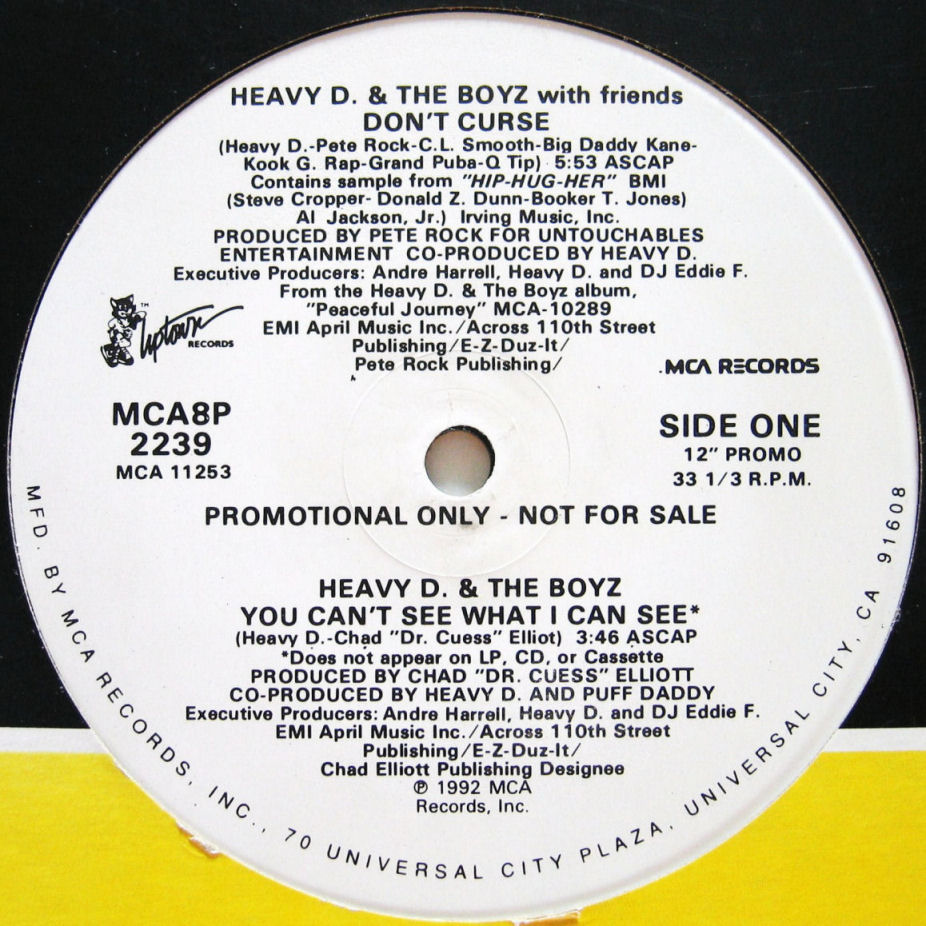 HEAVY D. & THE BOYZ with friends
DON'T CURSE
(Heavy D.-Pete Rock-C.L. Smooth-Big Daddy Kane-
Kook G. Rap-Grand Puba-Q Tip) 5:53 ASCAP
Contains sample from "HIP-HUG-HER" BMI
(Steve Cropper- Donald Z. Dunn-Booker T. Jones)
Al Jackson, Jr.) Irving Music, Inc.
PRODUCED BY PETE ROCK FOR UNTOUCHABLES
ENTERTAINMENT CO-PRODUCED BY HEAVY D.
Executive Producers: Andre Harrell, Heavy D. and DJ Eddie F.
From the Heavy D. & The Boyz album,
"Peaceful Journey" MCA-10289
EMI April Music Inc./Across 110th Street
Publishing/E-Z-Duz-It/
Pete Rock Publishing/
TM
Uptown
RECORDS
MCA RECORDS
MCA8P
2239
MCA 11253
SIDE ONE
12" PROMO
33 1/3 R.P.M.
PROMOTIONAL ONLY - NOT FOR SALE
HEAVY D. & THE BOYZ
YOU CAN'T SEE WHAT I CAN SEE*
(Heavy D.-Chad "Dr. Cuess" Elliot) 3:46 ASCAP
*Does not appear on LP, CD, or Cassette
PRODUCED BY CHAD "DR. CUESS" ELLIOTT
CO-PRODUCED BY HEAVY D. AND PUFF DADDY
Executive Producers: Andre Harrell, Heavy D. and DJ Eddie F.
EMI April Music Inc./Across 110th Street
Publishing/E-Z-Duz-It/
Chad Elliott Publishing Designee
℗ 1992 MCA
Records, Inc.
MFD. BY MCA RECORDS, INC., 70 UNIVERSAL CITY PLAZA, UNIVERSAL CITY, CA 91608